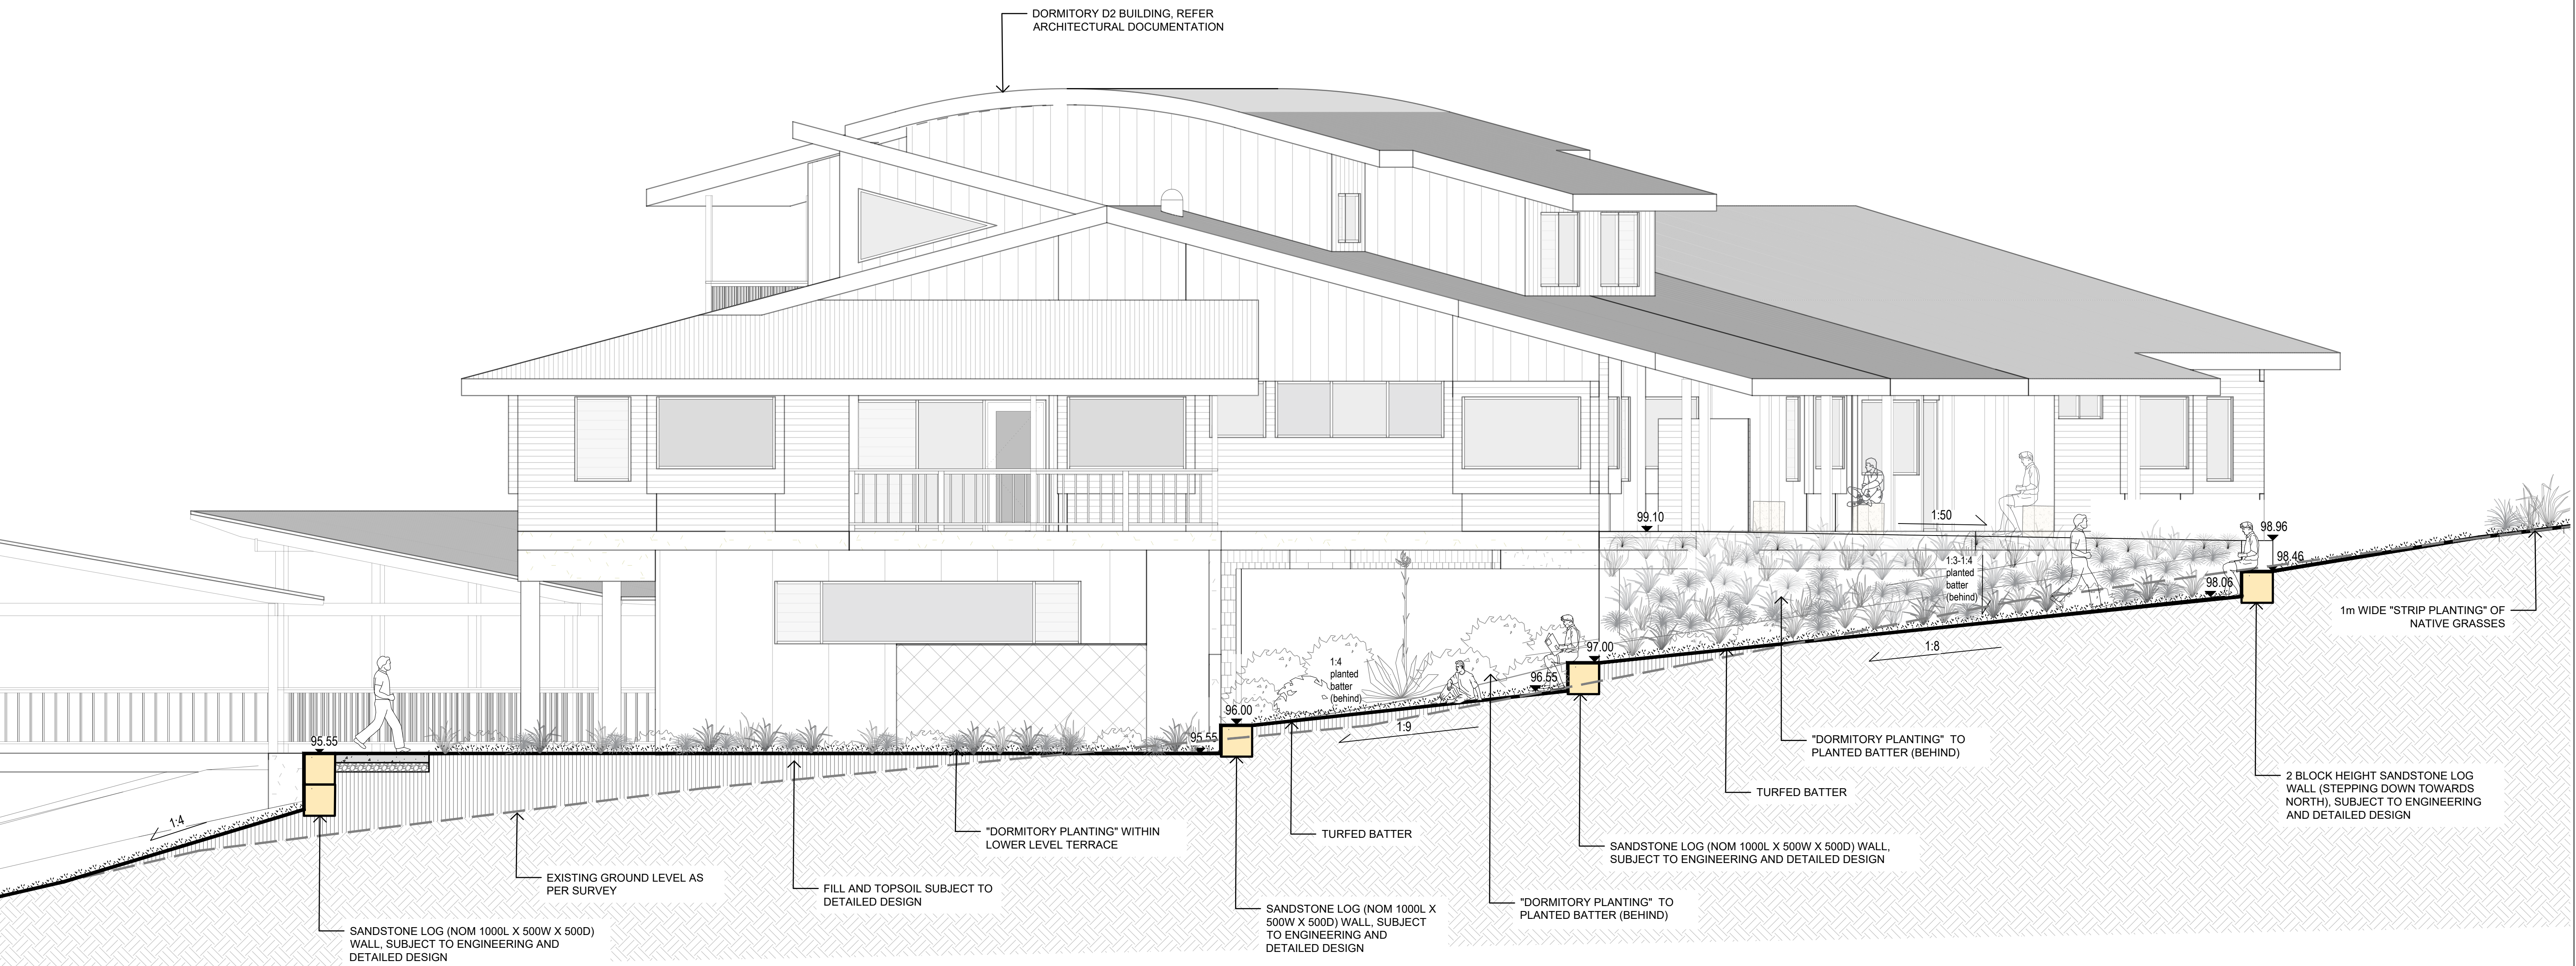 DORMITORY D2 BUILDING, REFER
ARCHITECTURAL DOCUMENTATION
99.10
1:50
98.96
98.46
1:3-1:4
planted
batter
(behind)
98.06
1m WIDE "STRIP PLANTING" OF
NATIVE GRASSES
97.00
1:8
1:4
planted
batter
(behind)
96.55
96.00
1:9
95.55
95.55
"DORMITORY PLANTING" TO
PLANTED BATTER (BEHIND)
2 BLOCK HEIGHT SANDSTONE LOG
WALL (STEPPING DOWN TOWARDS
NORTH), SUBJECT TO ENGINEERING
AND DETAILED DESIGN
TURFED BATTER
1:4
"DORMITORY PLANTING" WITHIN
LOWER LEVEL TERRACE
TURFED BATTER
SANDSTONE LOG (NOM 1000L X 500W X 500D) WALL,
SUBJECT TO ENGINEERING AND DETAILED DESIGN
EXISTING GROUND LEVEL AS
PER SURVEY
FILL AND TOPSOIL SUBJECT TO
DETAILED DESIGN
"DORMITORY PLANTING" TO
PLANTED BATTER (BEHIND)
SANDSTONE LOG (NOM 1000L X
500W X 500D) WALL, SUBJECT
TO ENGINEERING AND
DETAILED DESIGN
SANDSTONE LOG (NOM 1000L X 500W X 500D)
WALL, SUBJECT TO ENGINEERING AND
DETAILED DESIGN